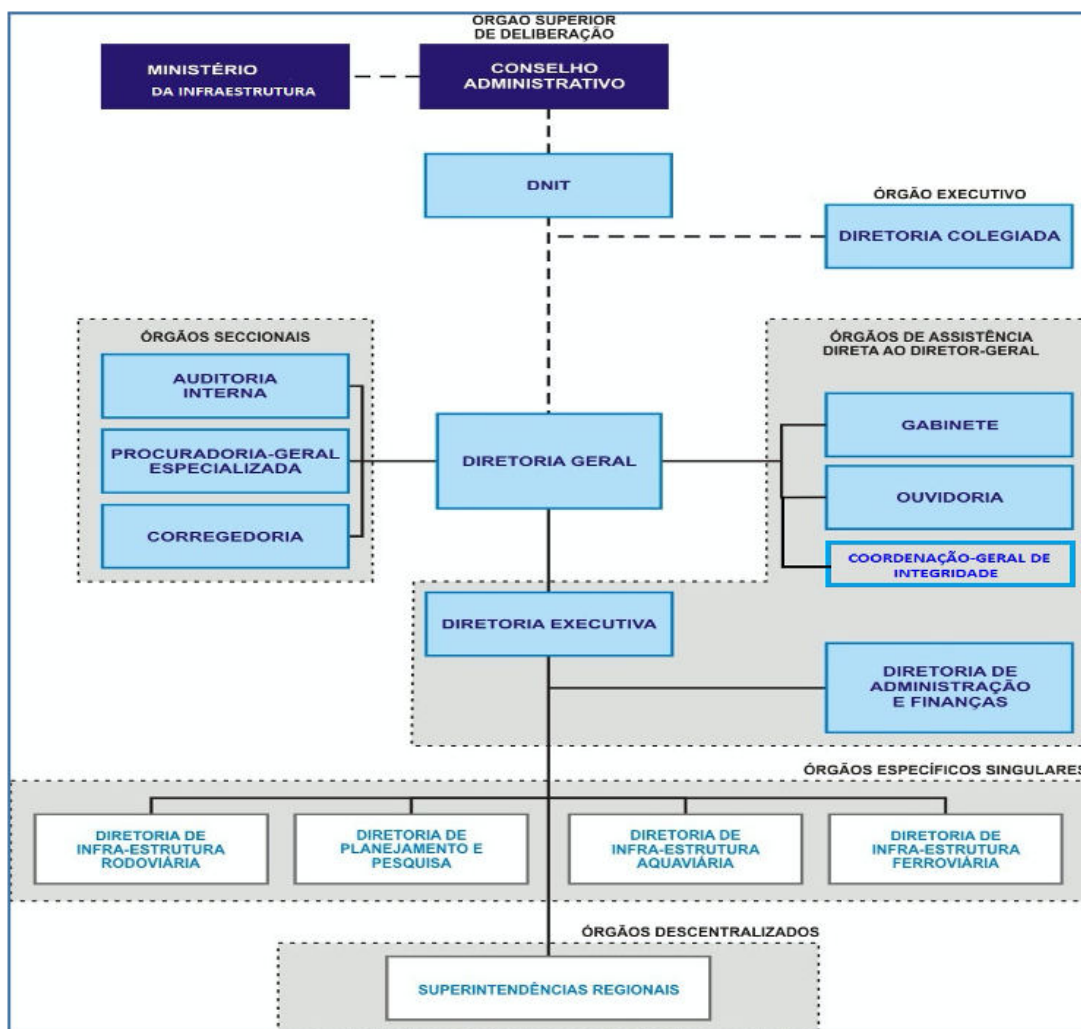 ÓRGÃO SUPERIOR
DE DELIBERAÇÃO
MINISTÉRIO
DA INFRAESTRUTURA
CONSELHO
ADMINISTRATIVO
DNIT
ÓRGÃO EXECUTIVO
DIRETORIA COLEGIADA
ÓRGÃOS SECCIONAIS
AUDITORIA
INTERNA
PROCURADORIA-GERAL
ESPECIALIZADA
CORREGEDORIA
DIRETORIA GERAL
ÓRGÃOS DE ASSISTÊNCIA
DIRETA AO DIRETOR-GERAL
GABINETE
OUVIDORIA
COORDENAÇÃO-GERAL DE
INTEGRIDADE
DIRETORIA EXECUTIVA
DIRETORIA DE
ADMINISTRAÇÃO
E FINANÇAS
ÓRGÃOS ESPECÍFICOS SINGULARES
DIRETORIA DE
INFRA-ESTRUTURA
RODOVIÁRIA
DIRETORIA DE
PLANEJAMENTO E
PESQUISA
DIRETORIA DE
INFRA-ESTRUTURA
AQUAVIÁRIA
DIRETORIA DE
INFRA-ESTRUTURA
FERROVIÁRIA
ÓRGÃOS DESCENTRALIZADOS
SUPERINTENDÊNCIAS REGIONAIS